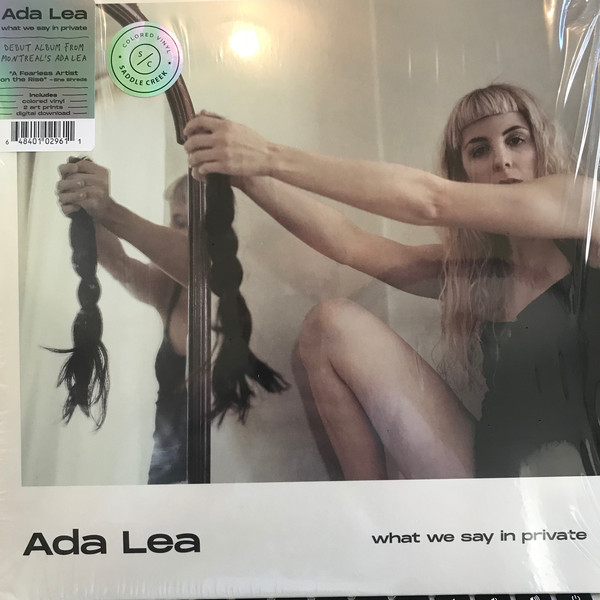 Ada Lea
what we say in private
DEBUT ALBUM FROM
MONTREAL'S ADA LEA
"A Fearless Artist
on the Rise" —she shreds
Includes
colored vinyl
2 art prints
digital download
6 48401 02961 1
COLORED VINYL
S/C
SADDLE CREEK
Ada Lea
what we say in private